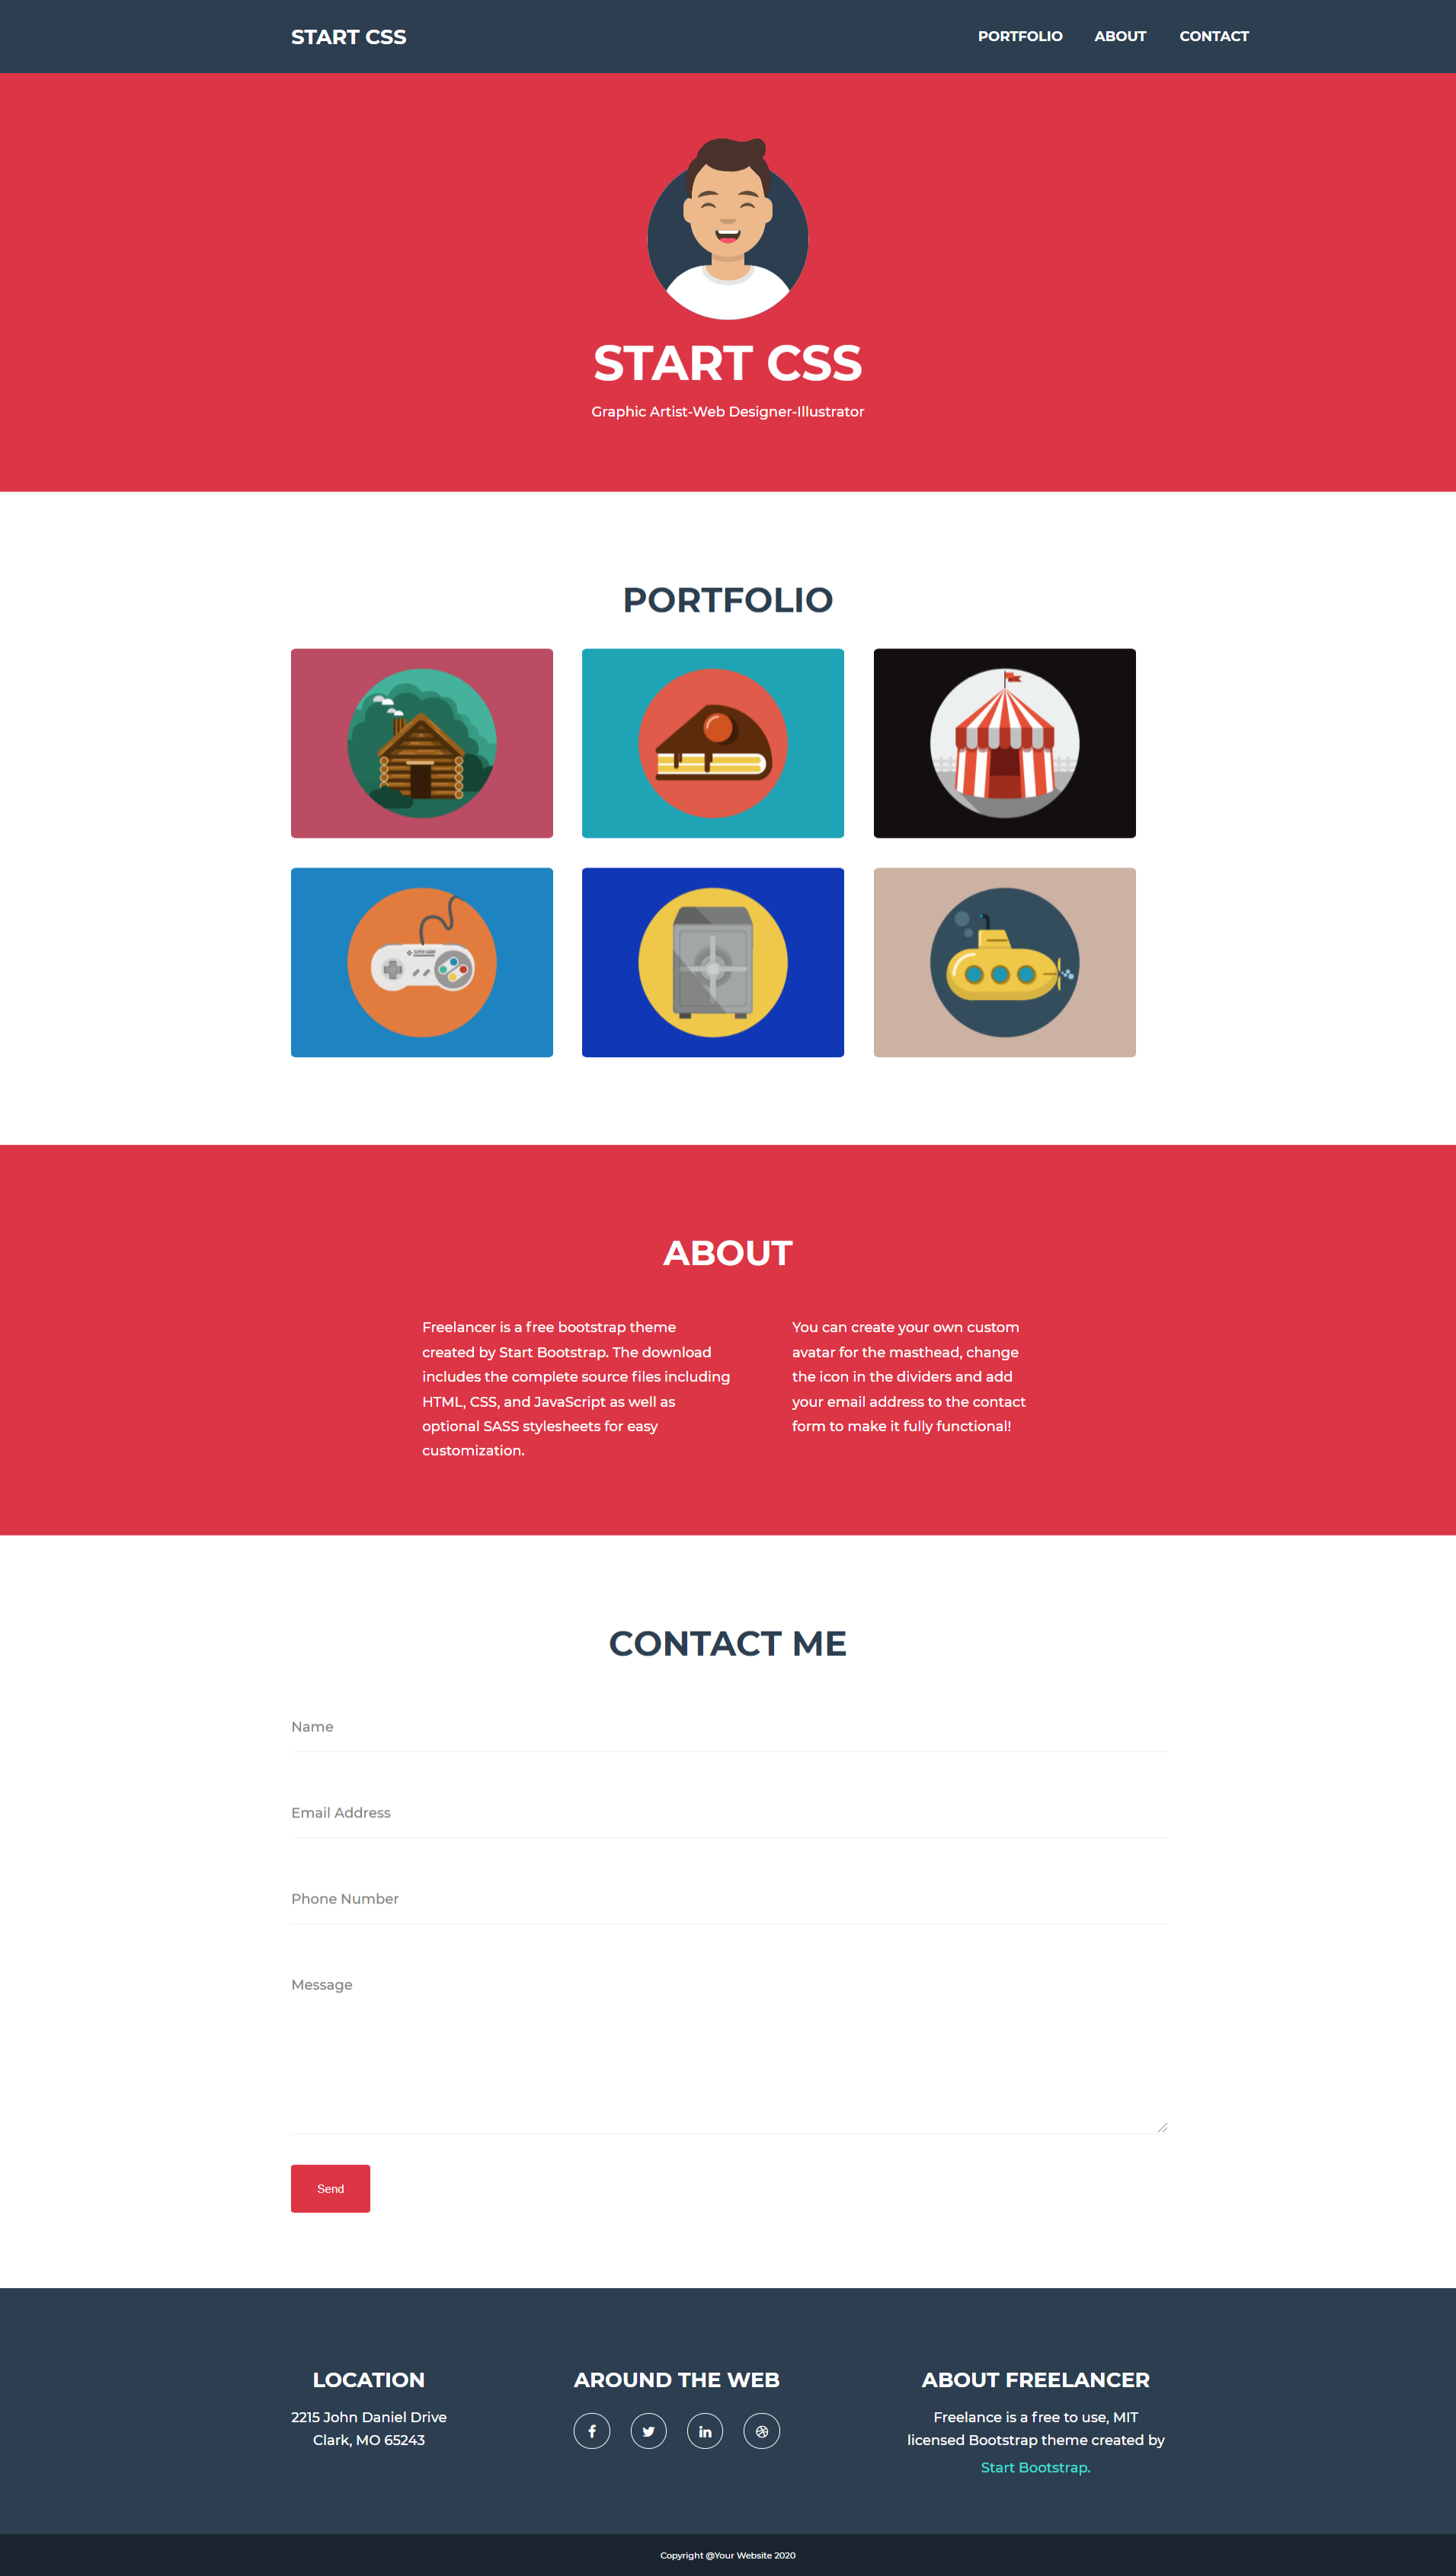 START CSS
PORTFOLIO ABOUT CONTACT
START CSS
Graphic Artist-Web Designer-Illustrator
PORTFOLIO
SUPER GAME
ABOUT
Freelancer is a free bootstrap theme
created by Start Bootstrap. The download
includes the complete source files including
HTML, CSS, and JavaScript as well as
optional SASS stylesheets for easy
customization.
You can create your own custom
avatar for the masthead, change
the icon in the dividers and add
your email address to the contact
form to make it fully functional!
CONTACT ME
Name
Email Address
Phone Number
Message
Send
LOCATION
2215 John Daniel Drive
Clark, MO 65243
AROUND THE WEB
f
in
ABOUT FREELANCER
Freelance is a free to use, MIT
licensed Bootstrap theme created by
Start Bootstrap.
Copyright @Your Website 2020